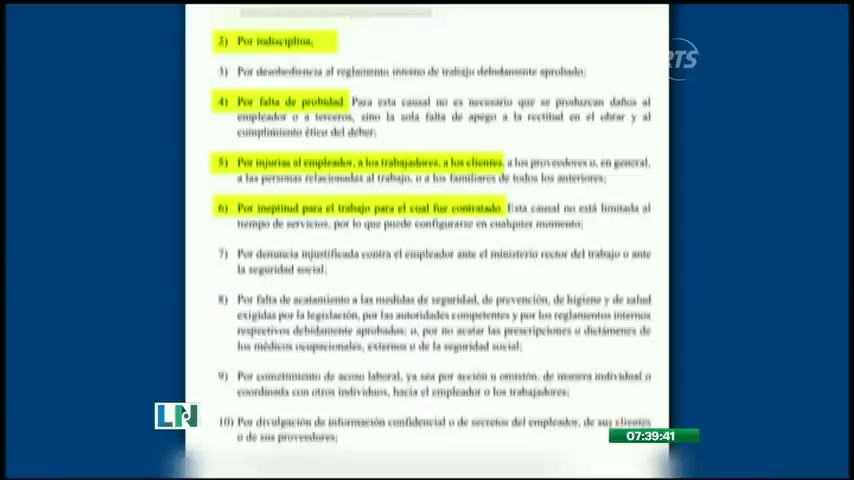 2) Por indisciplina;
RTS
3) Por desobediencia al reglamento interno de trabajo debidamente aprobado;
4) Por falta de probidad. Para esta causal no es necesario que se produzcan daños al
empleador o a terceros, sino la sola falta de apego a la rectitud en el obrar y al
cumplimiento ético del deber;
5) Por injurias al empleador, a los trabajadores, a los clientes, a los proveedores o, en general,
a las personas relacionadas al trabajo, o a los familiares de todos los anteriores;
6) Por ineptitud para el trabajo para el cual fue contratado. Esta causal no está limitada al
tiempo de servicios, por lo que puede configurarse en cualquier momento;
7) Por denuncia injustificada contra el empleador ante el ministerio rector del trabajo o ante
la seguridad social;
8) Por falta de acatamiento a las medidas de seguridad, de prevención, de higiene y de salud
exigidas por la legislación, por las autoridades competentes y por los reglamentos internos
respectivos debidamente aprobados; o, por no acatar las prescripciones o dictámenes de
los médicos ocupacionales, externos o de la seguridad social;
9) Por cometimiento de acoso laboral, ya sea por acción u omisión, de manera individual o
coordinada con otros individuos, hacia el empleador o los trabajadores;
10) Por divulgación de información confidencial o de secretos del empleador, de sus clientes
o de sus proveedores;
LN
07:39:41